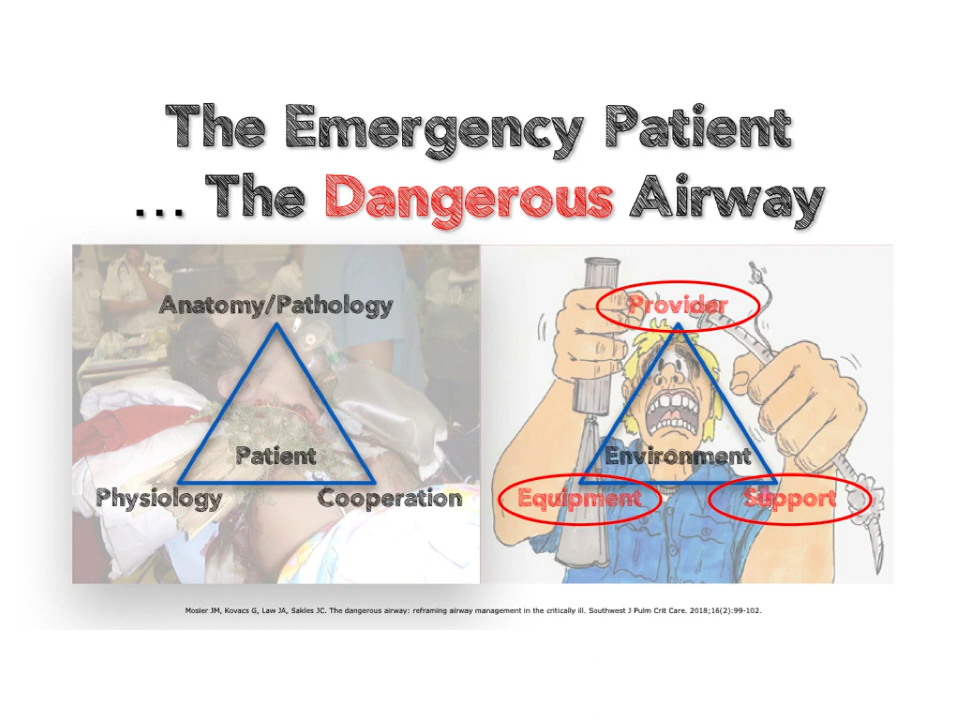 The Emergency Patient
... The Dangerous Airway
Anatomy/Pathology
Patient
Physiology
Cooperation
Provider
Environment
Equipment
Support
Mosier JM, Kovacs G, Law JA, Sakles JC. The dangerous airway: reframing airway management in the critically ill. Southwest J Pulm Crit Care. 2018;16(2):99-102.